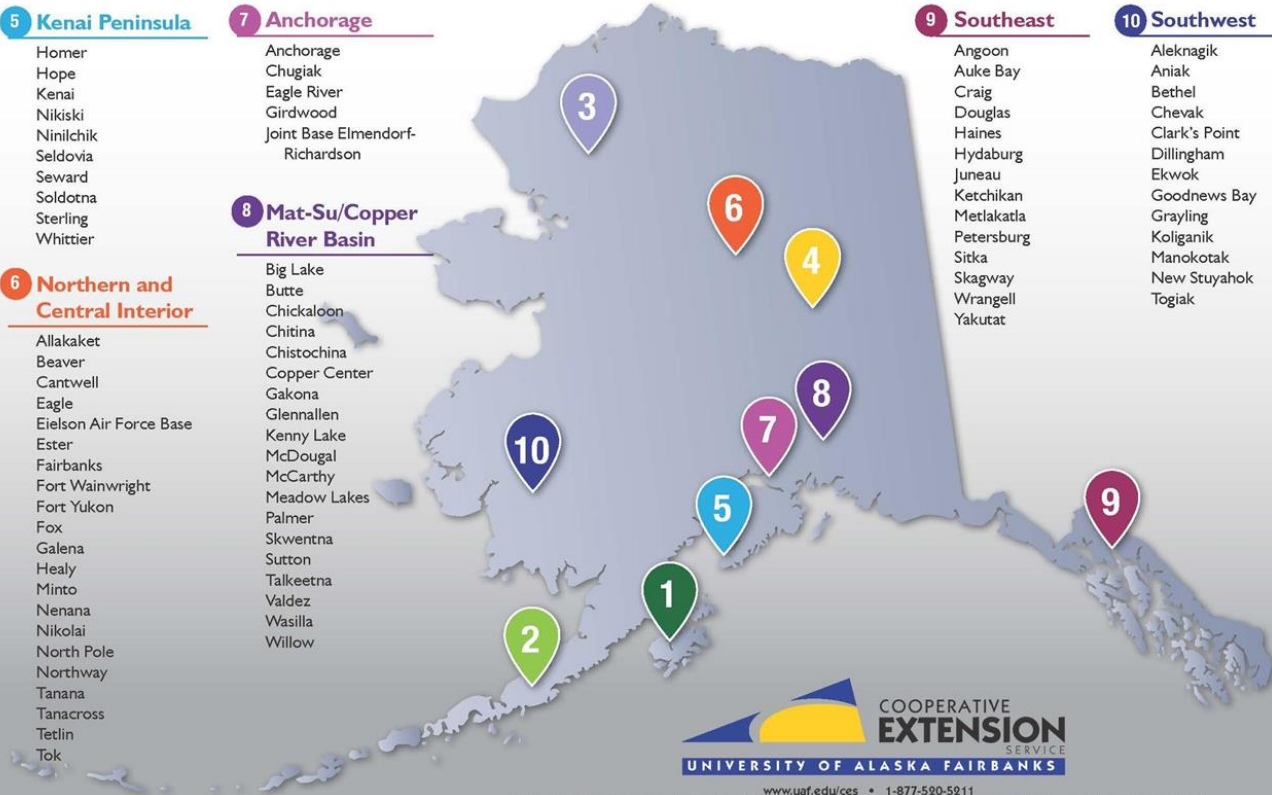 5 Kenai Peninsula
Homer
Hope
Kenai
Nikiski
Ninilchik
Seldovia
Seward
Soldotna
Sterling
Whittier
6 Northern and
Central Interior
Allakaket
Beaver
Cantwell
Eagle
Eielson Air Force Base
Ester
Fairbanks
Fort Wainwright
Fort Yukon
Fox
Galena
Healy
Minto
Nenana
Nikolai
North Pole
Northway
Tanana
Tanacross
Tetlin
Tok
7 Anchorage
Anchorage
Chugiak
Eagle River
Girdwood
Joint Base Elmendorf-
Richardson
8 Mat-Su/Copper
River Basin
Big Lake
Butte
Chickaloon
Chitina
Chistochina
Copper Center
Gakona
Glennallen
Kenny Lake
McDougal
McCarthy
Meadow Lakes
Palmer
Skwentna
Sutton
Talkeetna
Valdez
Wasilla
Willow
3
6
4
8
7
10
5
9
1
2
9 Southeast
Angoon
Auke Bay
Craig
Douglas
Haines
Hydaburg
Juneau
Ketchikan
Metlakatla
Petersburg
Sitka
Skagway
Wrangell
Yakutat
10 Southwest
Aleknagik
Aniak
Bethel
Chevak
Clark's Point
Dillingham
Ekwok
Goodnews Bay
Grayling
Koliganik
Manokotak
New Stuyahok
Togiak
COOPERATIVE
EXTENSION
SERVICE
UNIVERSITY OF ALASKA FAIRBANKS
www.uaf.edu/ces • 1-877-520-5211